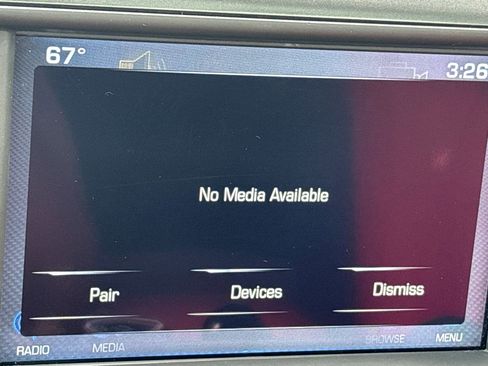 67° 3:26
No Media Available
Pair Devices Dismiss
RADIO MEDIA BROWSE MENU